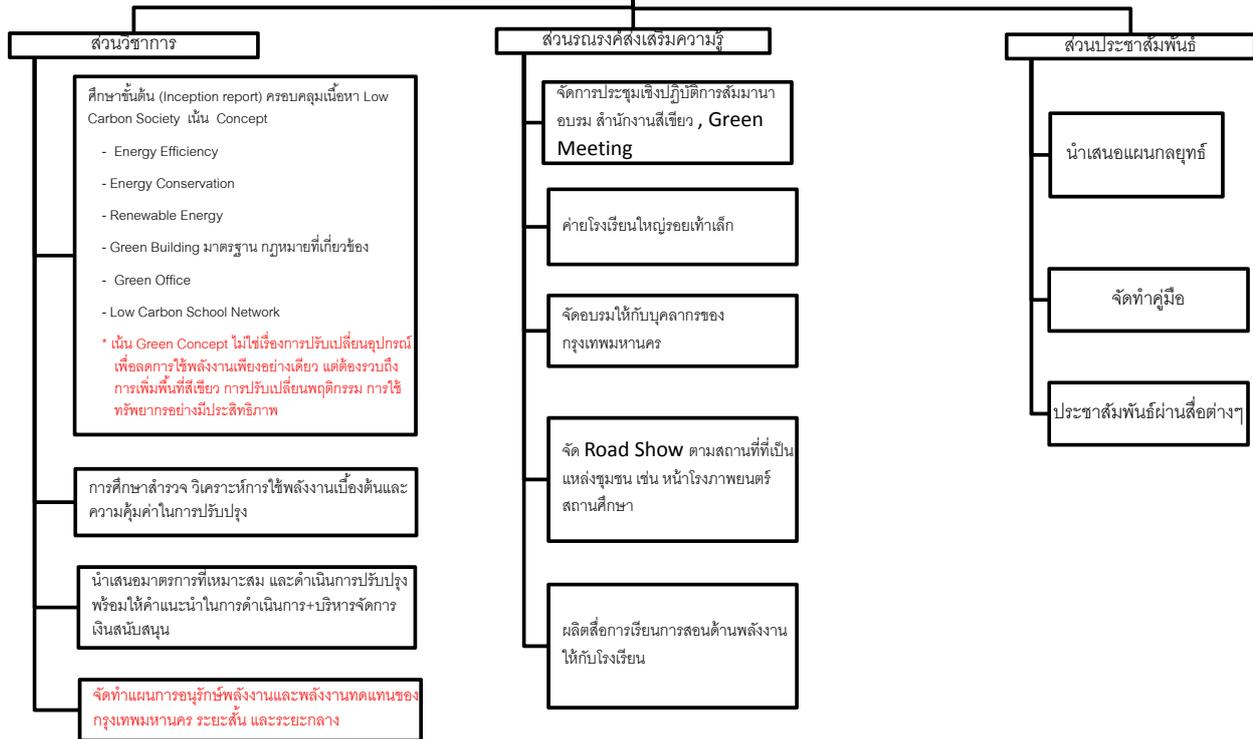 ส่วนวิชาการ
ศึกษาขั้นต้น (Inception report) ครอบคลุมเนื้อหา Low
Carbon Society เน้น Concept
- Energy Efficiency
- Energy Conservation
- Renewable Energy
- Green Building มาตรฐาน กฎหมายที่เกี่ยวข้อง
- Green Office
- Low Carbon School Network
* เน้น Green Concept ไม่ใช่เรื่องการปรับเปลี่ยนอุปกรณ์
เพื่อลดการใช้พลังงานเพียงอย่างเดียว แต่ต้องรวมถึง
การเพิ่มพื้นที่สีเขียว การปรับเปลี่ยนพฤติกรรม การใช้
ทรัพยากรอย่างมีประสิทธิภาพ
การศึกษาสำรวจ วิเคราะห์การใช้พลังงานเบื้องต้นและ
ความคุ้มค่าในการปรับปรุง
นำเสนอมาตรการที่เหมาะสม และดำเนินการปรับปรุง
พร้อมให้คำแนะนำในการดำเนินการ+บริหารจัดการ
เงินสนับสนุน
จัดทำแผนการอนุรักษ์พลังงานและพลังงานทดแทนของ
กรุงเทพมหานคร ระยะสั้น และระยะกลาง
ส่วนรณรงค์ส่งเสริมความรู้
จัดการประชุมเชิงปฏิบัติการสัมมานา
อบรม สำนักงานสีเขียว , Green
Meeting
ค่ายโรงเรียนใหญ่รอยเท้าเล็ก
จัดอบรมให้กับบุคลากรของ
กรุงเทพมหานคร
จัด Road Show ตามสถานที่ที่เป็น
แหล่งชุมชน เช่น หน้าโรงภาพยนตร์
สถานศึกษา
ผลิตสื่อการเรียนการสอนด้านพลังงาน
ให้กับโรงเรียน
ส่วนประชาสัมพันธ์
นำเสนอแผนกลยุทธ์
จัดทำคู่มือ
ประชาสัมพันธ์ผ่านสื่อต่างๆ